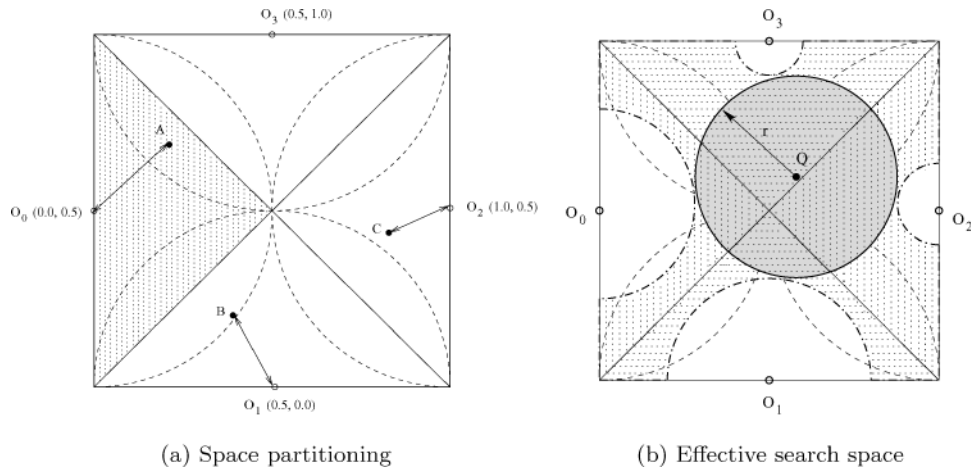 O3 (0.5, 1.0)
A
O0 (0.0, 0.5)
O2 (1.0, 0.5)
C
B
O1 (0.5, 0.0)
(a) Space partitioning
O3
r
Q
O0
O2
O1
(b) Effective search space